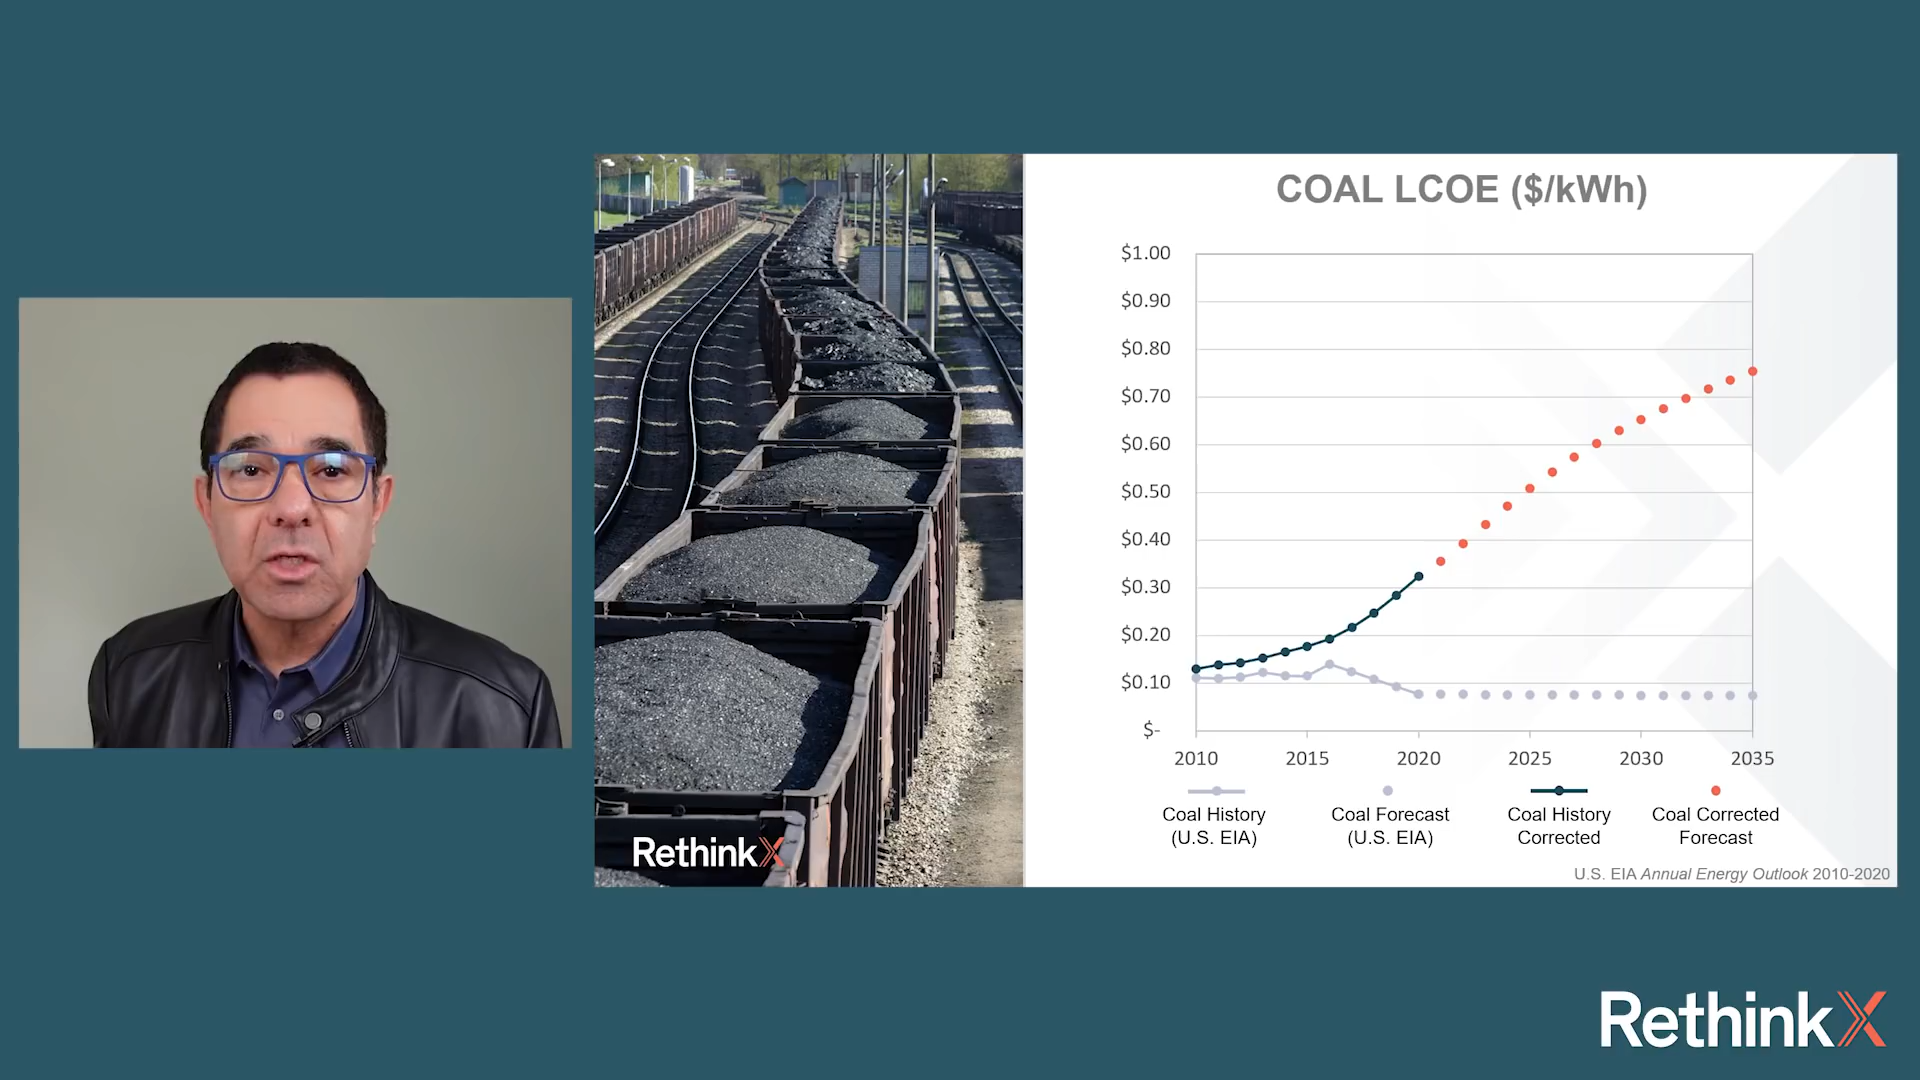 COAL LCOE ($/kWh)
$1.00
$0.90
$0.80
$0.70
$0.60
$0.50
$0.40
$0.30
$0.20
$0.10
$-
2010 2015 2020 2025 2030 2035
Coal History
(U.S. EIA)
Coal Forecast
(U.S. EIA)
Coal History
Corrected
Coal Corrected
Forecast
U.S. EIA Annual Energy Outlook 2010-2020
RethinkX
RethinkX